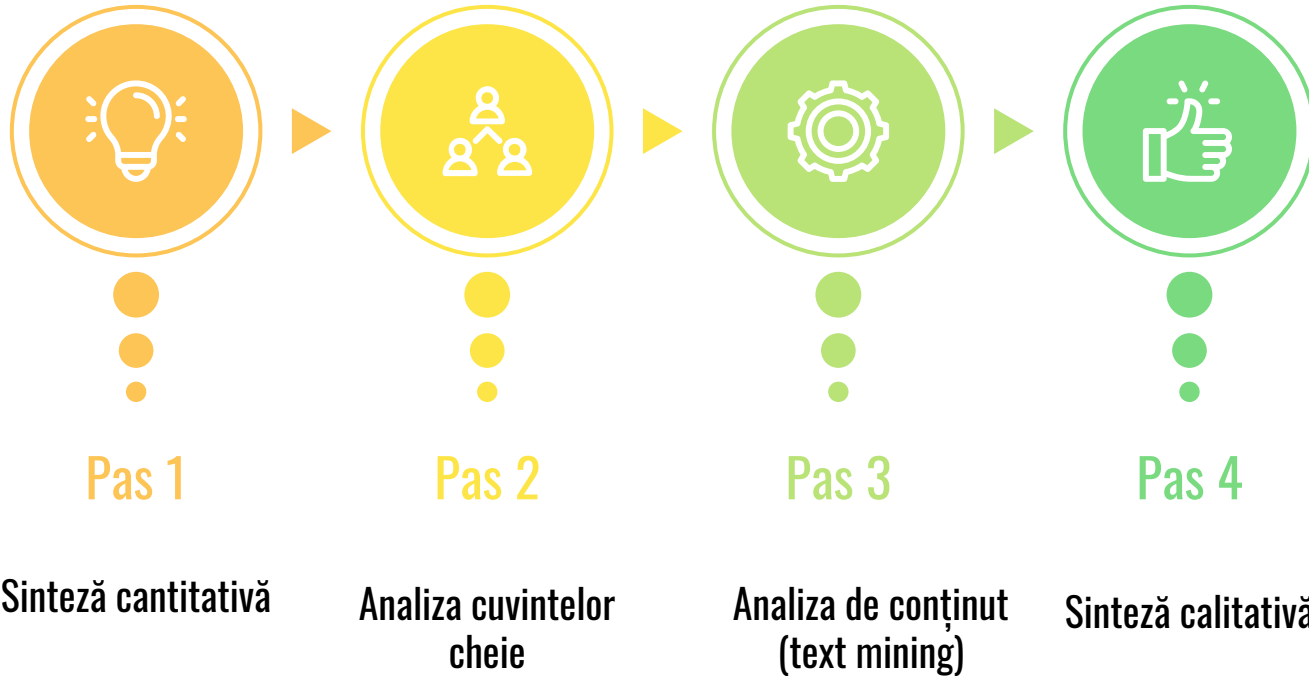 Pas 1
Pas 2
Pas 3
Pas 4
Sinteză cantitativă
Analiza cuvintelor
cheie
Analiza de conținut
(text mining)
Sinteză calitativă